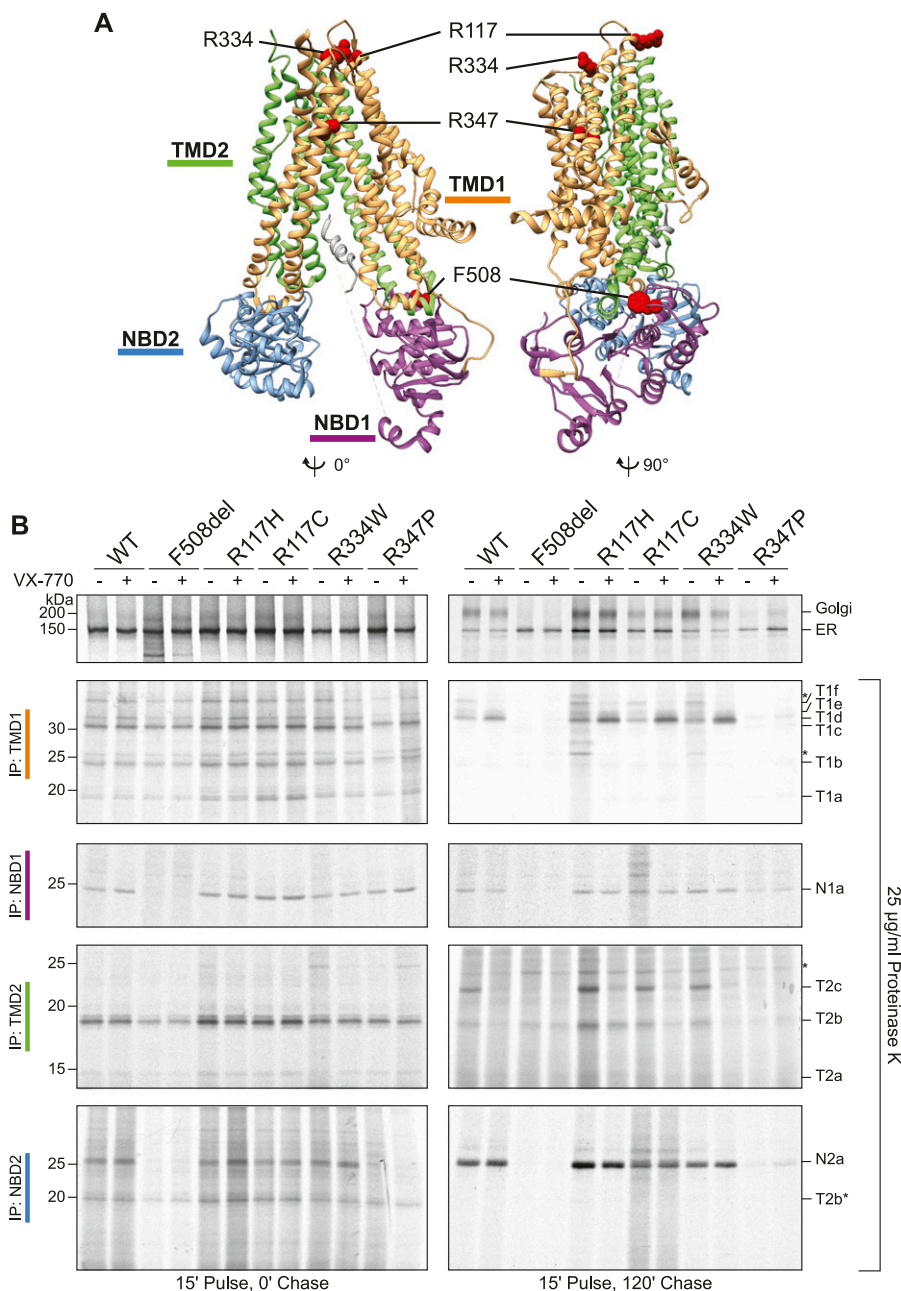 A
R334
R117
R334
R347
TMD2
TMD1
F508
NBD2
NBD1
0°
90°
B
WT
F508del
R117H
R117C
R334W
R347P
WT
F508del
R117H
R117C
R334W
R347P
VX-770 - + - + - + - + - + - +
- + - + - + - + - + - +
kDa
200
150
Golgi
ER
IP: TMD1
30
25
20
*
T1f
T1e
T1d
T1c
*
T1b
T1a
IP: NBD1
25
N1a
IP: TMD2
25
20
15
*
T2c
T2b
T2a
IP: NBD2
25
20
N2a
T2b*
25 µg/ml Proteinase K
15' Pulse, 0' Chase
15' Pulse, 120' Chase